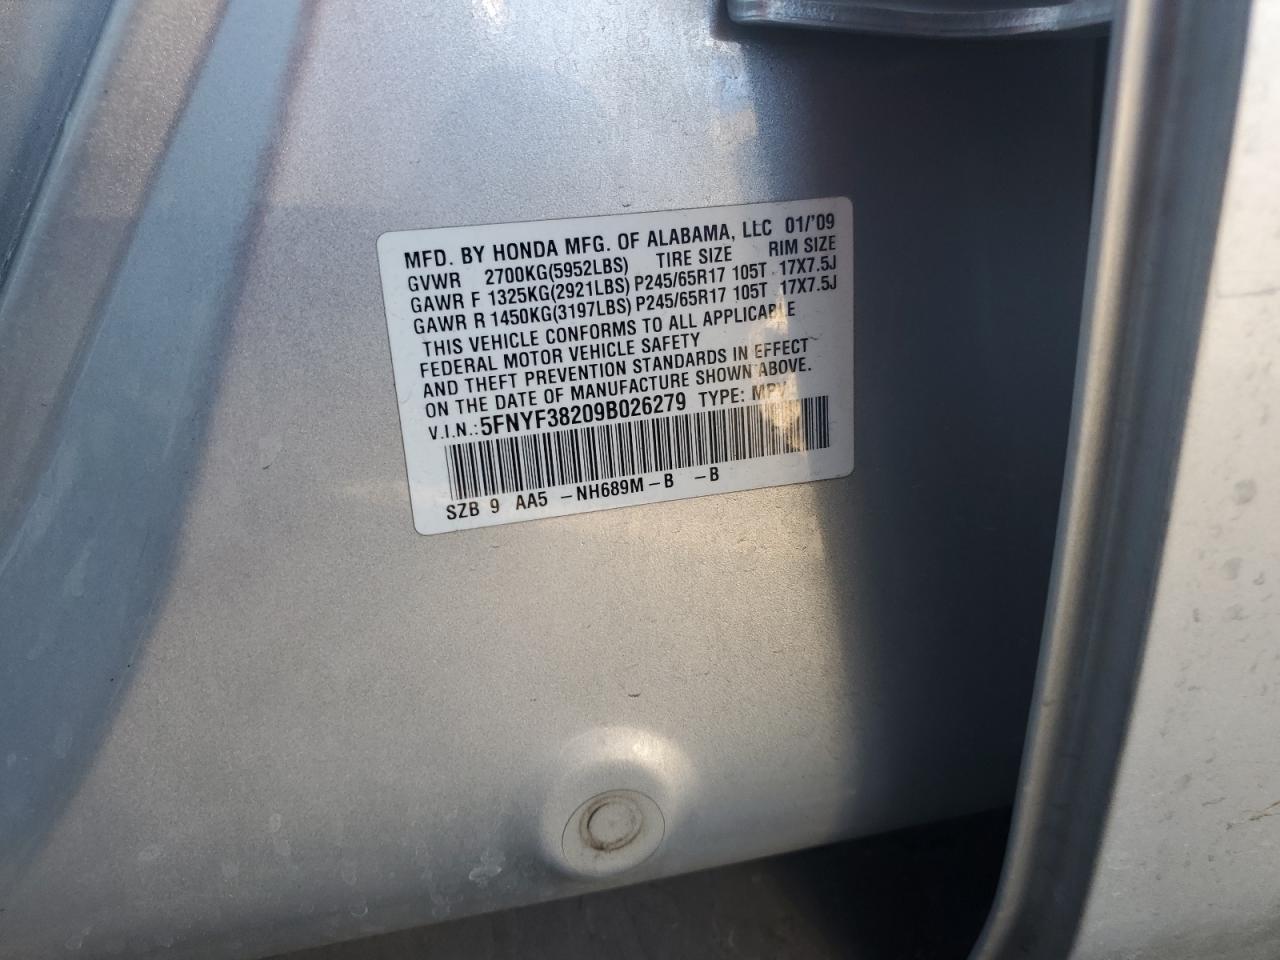 MFD. BY HONDA MFG. OF ALABAMA, LLC 01/'09
GVWR 2700KG(5952LBS) TIRE SIZE RIM SIZE
GAWR F 1325KG(2921LBS) P245/65R17 105T 17X7.5J
GAWR R 1450KG(3197LBS) P245/65R17 105T 17X7.5J
THIS VEHICLE CONFORMS TO ALL APPLICABLE
FEDERAL MOTOR VEHICLE SAFETY
AND THEFT PREVENTION STANDARDS IN EFFECT
ON THE DATE OF MANUFACTURE SHOWN ABOVE.
V.I.N.: 5FNYF38209B026279 TYPE: MPV
SZB 9 AA5 -NH689M-B -B